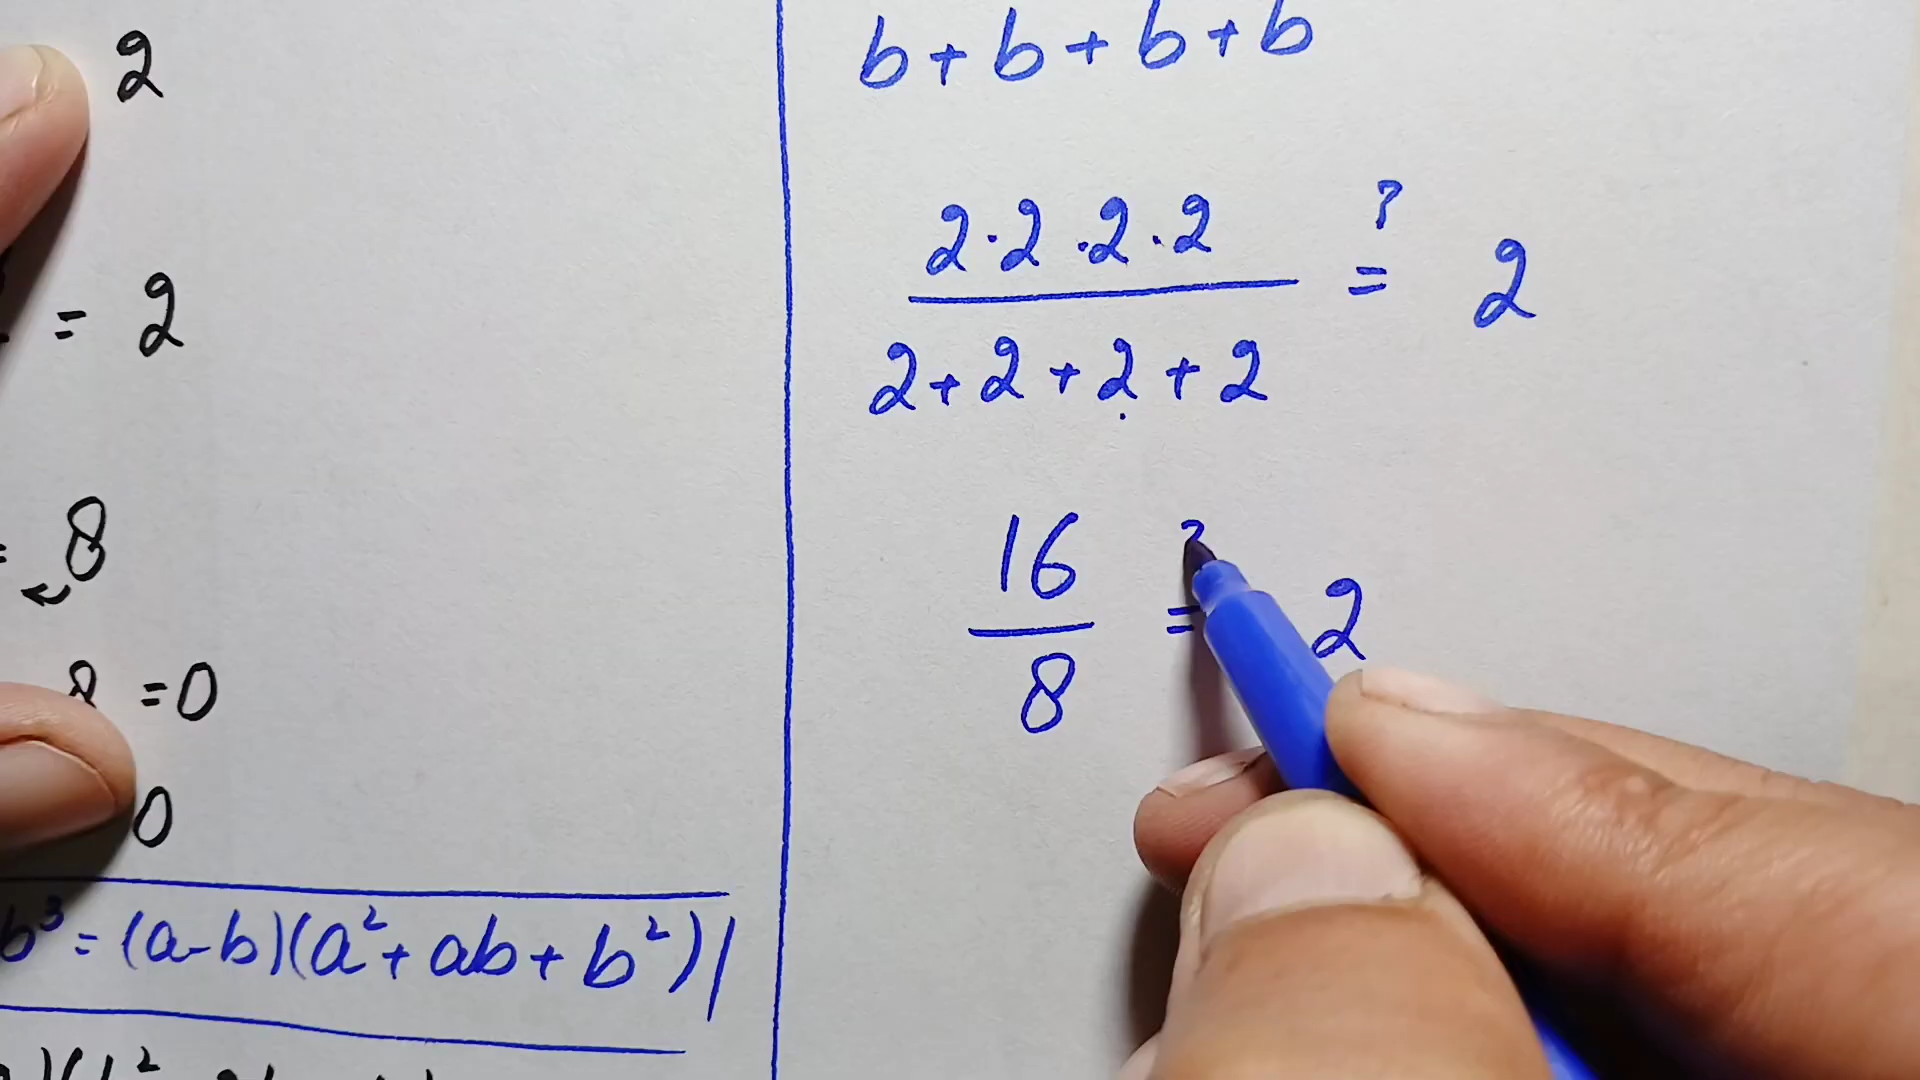 2
= 2
= 8
8 = 0
0
b³ = (a-b)(a² + ab + b²)
b + b + b + b
2·2·2·2
? = 2
2 + 2 + 2 + 2
16
? = 2
8